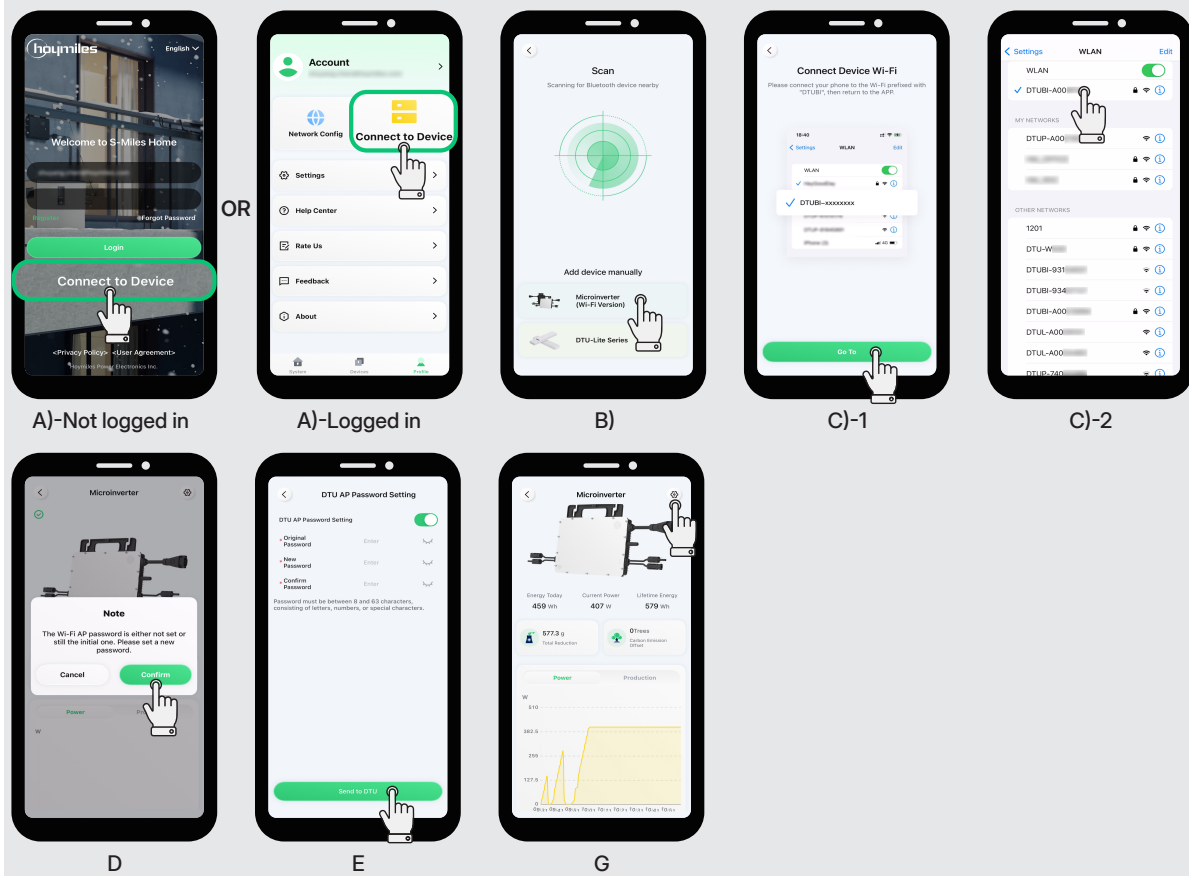 hoymiles
English
Welcome to S-Miles Home
Register
Forgot Password
Login
Connect to Device
<Privacy Policy> <User Agreement>
Hoymiles Power Electronics Inc.
A)-Not logged in
OR
Account
Network Config
Connect to Device
Settings
Help Center
Rate Us
Feedback
About
System
Devices
Profile
A)-Logged in
Scan
Scanning for Bluetooth device nearby
Add device manually
Microinverter
(Wi-Fi Version)
DTU-Lite Series
B)
Connect Device Wi-Fi
Please connect your phone to the Wi-Fi prefixed with
"DTUBI", then return to the APP.
16:40
Settings
WLAN
Edit
WLAN
DTUBI-xxxxxxxx
iPhone (3)
4G
Go To
C)-1
Settings
WLAN
Edit
WLAN
DTUBI-A00
MY NETWORKS
DTUP-A00
OTHER NETWORKS
1201
DTU-W
DTUBI-931
DTUBI-934
DTUBI-A00
DTUL-A00
DTUL-A00
DTUP-740
C)-2
Microinverter
Note
The Wi-Fi AP password is either not set or
still the initial one. Please set a new
password.
Cancel
Confirm
Power
W
D
DTU AP Password Setting
DTU AP Password Setting
* Original
Password
Enter
* New
Password
Enter
* Confirm
Password
Enter
Password must be between 8 and 63 characters,
consisting of letters, numbers, or special characters.
Send to DTU
E
Microinverter
Energy Today
Current Power
Lifetime Energy
459 Wh
407 W
579 Wh
577.3 g
Total Reduction
0Trees
Carbon Emission
Offset
Power
Production
W
510
382.5
255
127.5
0
G